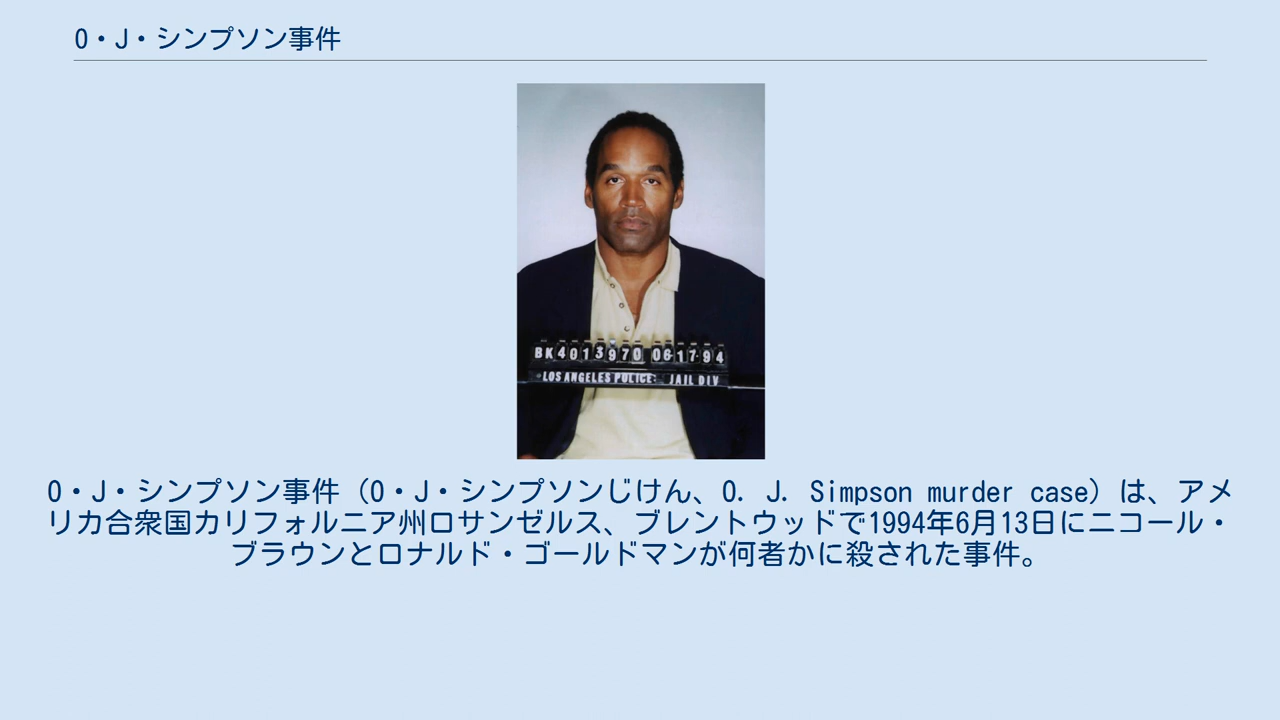 O・J・シンプソン事件
BK4013970 06-17-94
LOS ANGELES POLICE: JAIL DIV
O・J・シンプソン事件（O・J・シンプソンじけん、O. J. Simpson murder case）は、アメ
リカ合衆国カリフォルニア州ロサンゼルス、ブレントウッドで1994年6月13日にニコール・
ブラウンとロナルド・ゴールドマンが何者かに殺された事件。